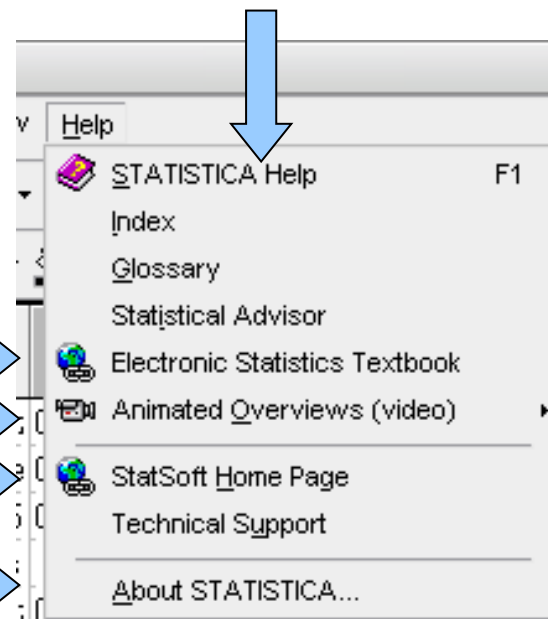 v Help
STATISTICA Help F1
Index
Glossary
Statistical Advisor
Electronic Statistics Textbook
Animated Overviews (video)
StatSoft Home Page
Technical Support
About STATISTICA...